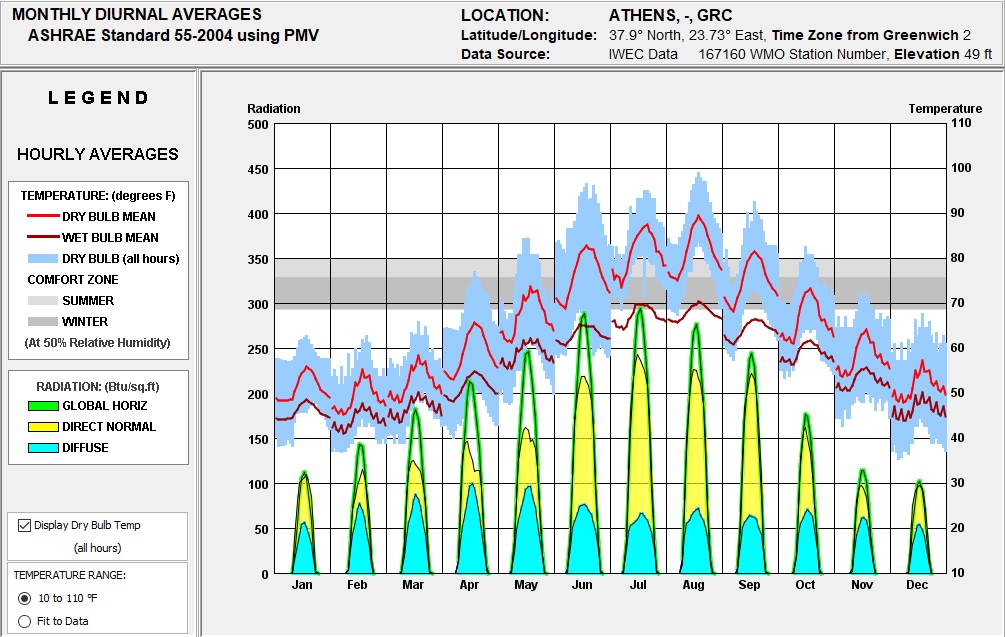 MONTHLY DIURNAL AVERAGES
ASHRAE Standard 55-2004 using PMV
LOCATION: ATHENS, -, GRC
Latitude/Longitude: 37.9° North, 23.73° East, Time Zone from Greenwich 2
Data Source: IWEC Data 167160 WMO Station Number, Elevation 49 ft
LEGEND
HOURLY AVERAGES
TEMPERATURE: (degrees F)
DRY BULB MEAN
WET BULB MEAN
DRY BULB (all hours)
COMFORT ZONE
SUMMER
WINTER
(At 50% Relative Humidity)
RADIATION: (Btu/sq.ft)
GLOBAL HORIZ
DIRECT NORMAL
DIFFUSE
Display Dry Bulb Temp
(all hours)
TEMPERATURE RANGE:
10 to 110 °F
Fit to Data
Radiation Temperature
500 110
450 100
400 90
350 80
300 70
250 60
200 50
150 40
100 30
50 20
0 10
Jan Feb Mar Apr May Jun Jul Aug Sep Oct Nov Dec